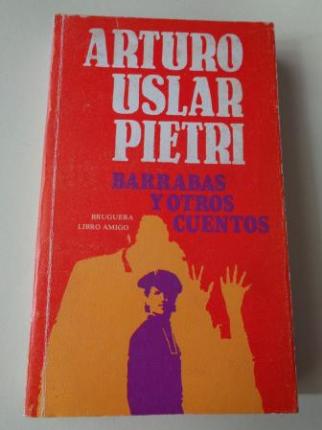 ARTURO
USLAR
PIETRI
BARRABAS
Y OTROS
CUENTOS
BRUGUERA
LIBRO AMIGO